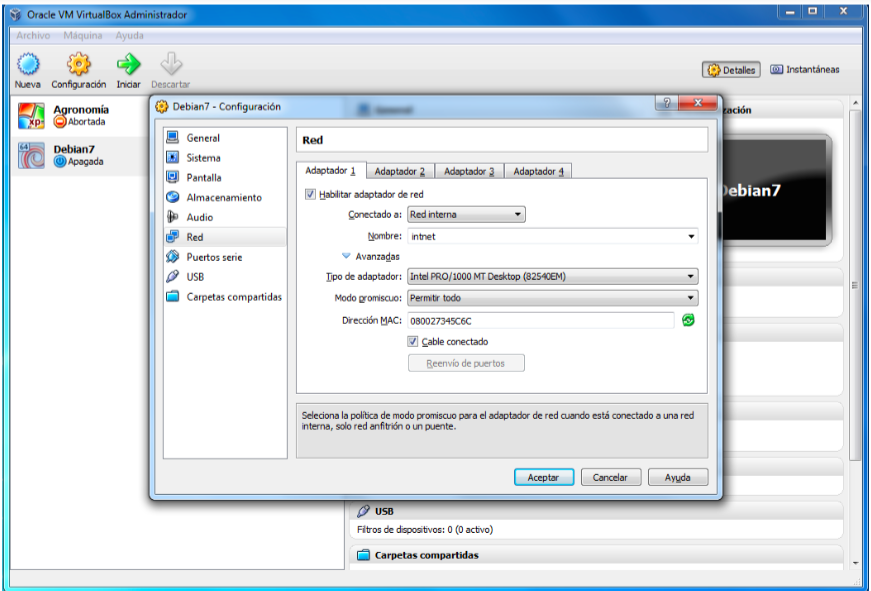 Oracle VM VirtualBox Administrador
Archivo Máquina Ayuda
Nueva Configuración Iniciar Descartar
Detalles Instantáneas
Agronomía
Abortada
xp
64
Debian7
Apagada
General
zación
Debian7
Debian7 - Configuración
General
Sistema
Pantalla
Almacenamiento
Audio
Red
Puertos serie
USB
Carpetas compartidas
Red
Adaptador 1 Adaptador 2 Adaptador 3 Adaptador 4
Habilitar adaptador de red
Conectado a: Red interna
Nombre: intnet
Avanzadas
Tipo de adaptador: Intel PRO/1000 MT Desktop (82540EM)
Modo promiscuo: Permitir todo
Dirección MAC: 080027345C6C
Cable conectado
Reenvío de puertos
Selecciona la política de modo promiscuo para el adaptador de red cuando está conectado a una red
interna, solo red anfitrión o un puente.
Aceptar Cancelar Ayuda
USB
Filtros de dispositivos: 0 (0 activo)
Carpetas compartidas